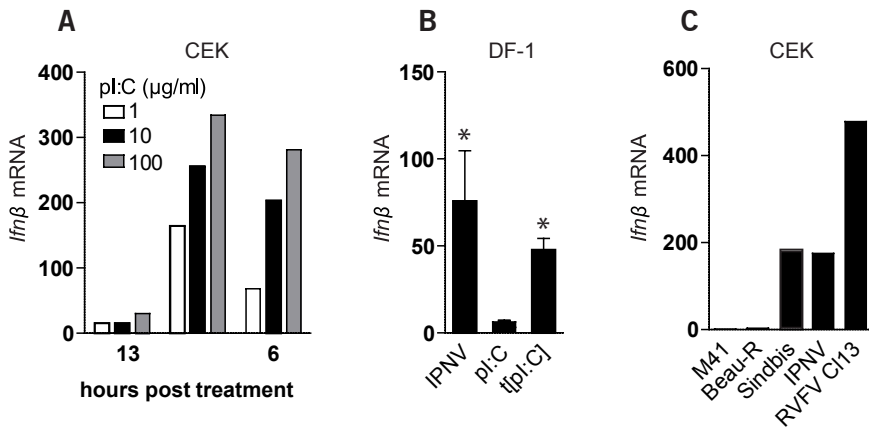 A
CEK
pI:C (µg/ml)
1
10
100
400
300
200
100
0
Ifnβ mRNA
13
6
hours post treatment
B
DF-1
150
100
50
0
Ifnβ mRNA
*
*
IPNV
pI:C
t[pI:C]
C
CEK
600
400
200
0
Ifnβ mRNA
M41
Beau-R
Sindbis
IPNV
RVFV Cl13